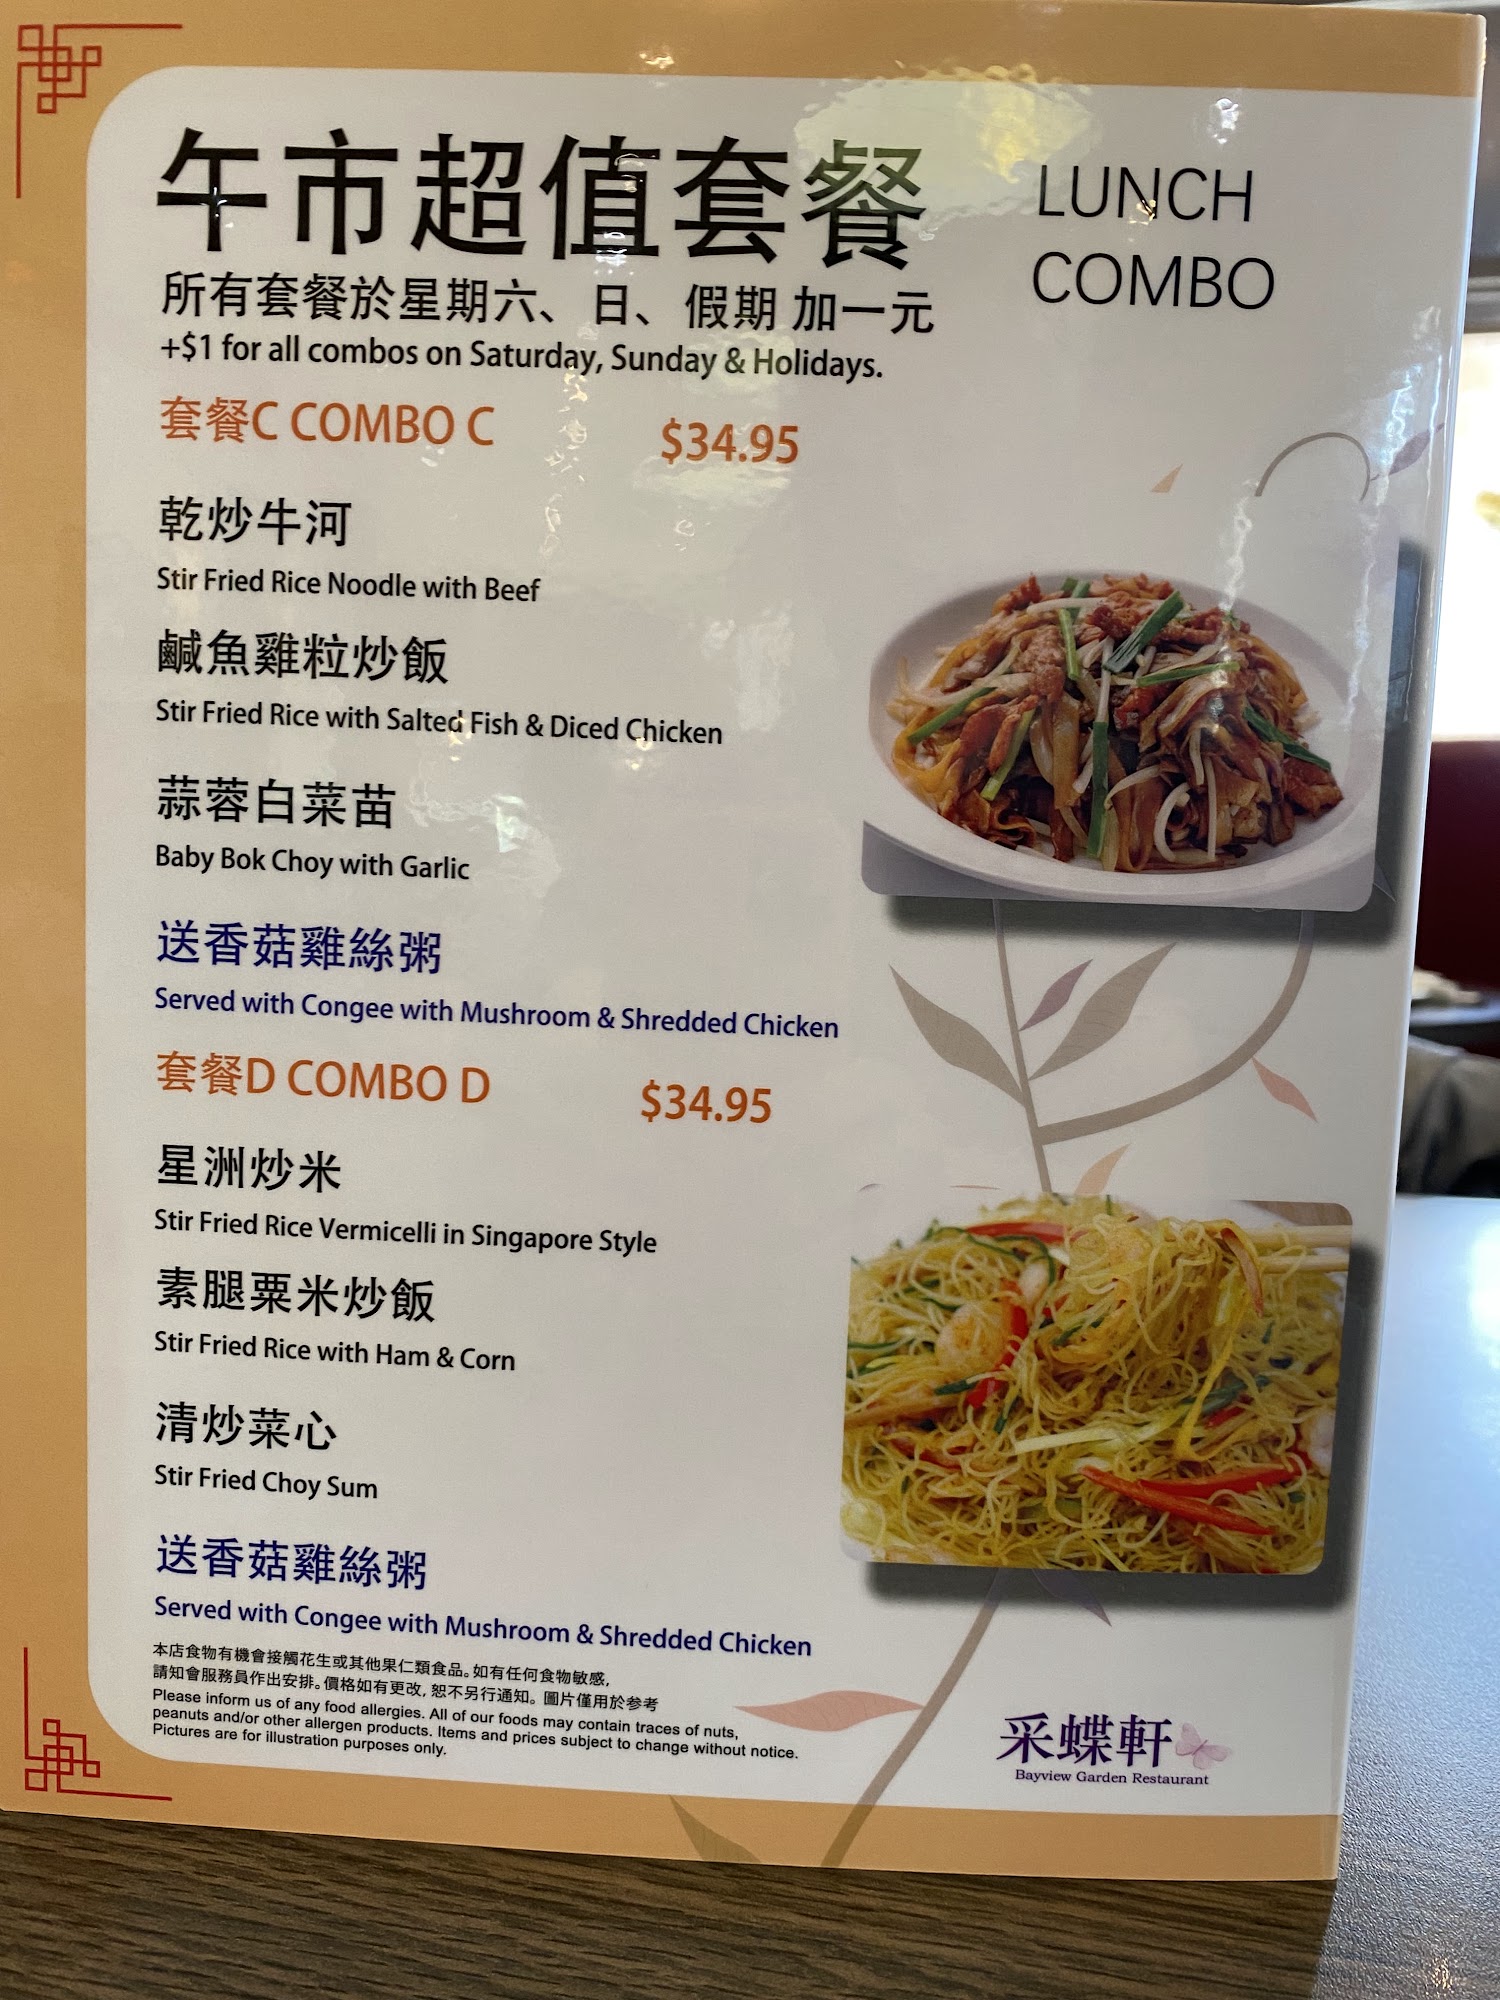 午市超值套餐
LUNCH
COMBO
所有套餐於星期六、日、假期 加一元
+$1 for all combos on Saturday, Sunday & Holidays.
套餐C COMBO C $34.95
乾炒牛河
Stir Fried Rice Noodle with Beef
鹹魚雞粒炒飯
Stir Fried Rice with Salted Fish & Diced Chicken
蒜蓉白菜苗
Baby Bok Choy with Garlic
送香菇雞絲粥
Served with Congee with Mushroom & Shredded Chicken
套餐D COMBO D $34.95
星洲炒米
Stir Fried Rice Vermicelli in Singapore Style
素腿粟米炒飯
Stir Fried Rice with Ham & Corn
清炒菜心
Stir Fried Choy Sum
送香菇雞絲粥
Served with Congee with Mushroom & Shredded Chicken
本店食物有機會接觸花生或其他果仁類食品。如有任何食物敏感,
請知會服務員作出安排。價格如有更改, 恕不另行通知。圖片僅用於参考
Please inform us of any food allergies. All of our foods may contain traces of nuts,
peanuts and/or other allergen products. Items and prices subject to change without notice.
Pictures are for illustration purposes only.
采蝶軒
Bayview Garden Restaurant